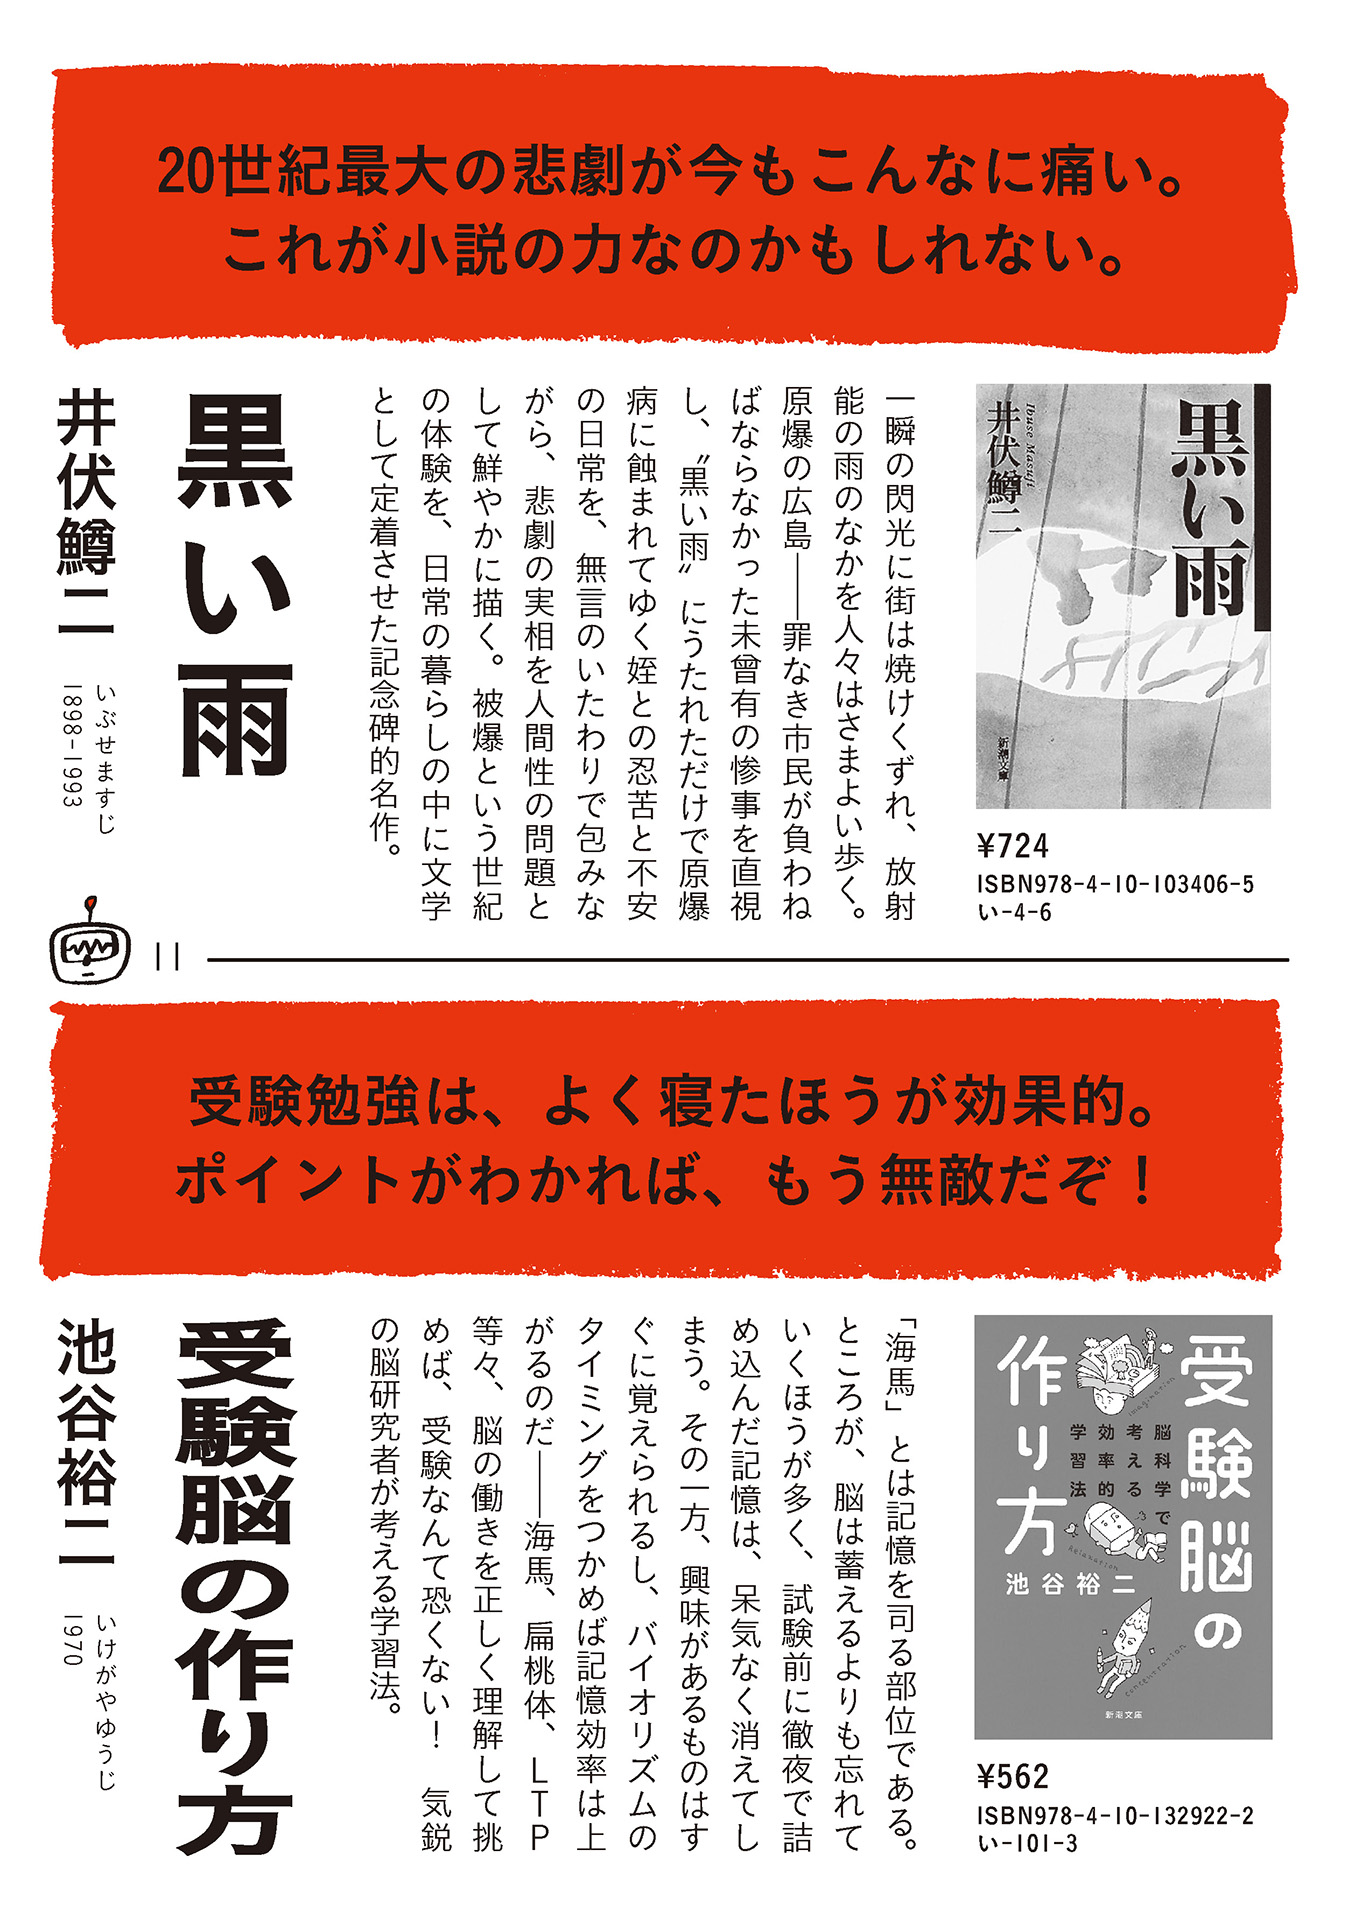 20世紀最大の悲劇が今もこんなに痛い。
これが小説の力なのかもしれない。
黒い雨
Ibuse Masuji
井伏鱒二
新潮文庫
¥724
ISBN978-4-10-103406-5
い-4-6
一瞬の閃光に街は焼けくずれ、放射
能の雨のなかを人々はさまよい歩く。
原爆の広島――罪なき市民が負わね
ばならなかった未曾有の惨事を直視
し、〝黒い雨〟にうたれただけで原爆
病に蝕まれてゆく姪との忍苦と不安
の日常を、無言のいたわりで包みな
がら、悲劇の実相を人間性の問題と
して鮮やかに描く。被爆という世紀
の体験を、日常の暮らしの中に文学
として定着させた記念碑的名作。
黒い雨
井伏鱒二
いぶせますじ
1898-1993
11
受験勉強は、よく寝たほうが効果的。
ポイントがわかれば、もう無敵だぞ！
受験脳の
作り方
脳科学で
考える
効率的
学習法
imagination
Relaxation
concentration
池谷裕二
新潮文庫
¥562
ISBN978-4-10-132922-2
い-101-3
「海馬」とは記憶を司る部位である。
ところが、脳は蓄えるよりも忘れて
いくほうが多く、試験前に徹夜で詰
め込んだ記憶は、呆気なく消えてし
まう。その一方、興味があるものはす
ぐに覚えられるし、バイオリズムの
タイミングをつかめば記憶効率は上
がるのだ――海馬、扁桃体、LTP
等々、脳の働きを正しく理解して挑
めば、受験なんて恐くない！　気鋭
の脳研究者が考える学習法。
受験脳の作り方
池谷裕二
いけがやゆうじ
1970